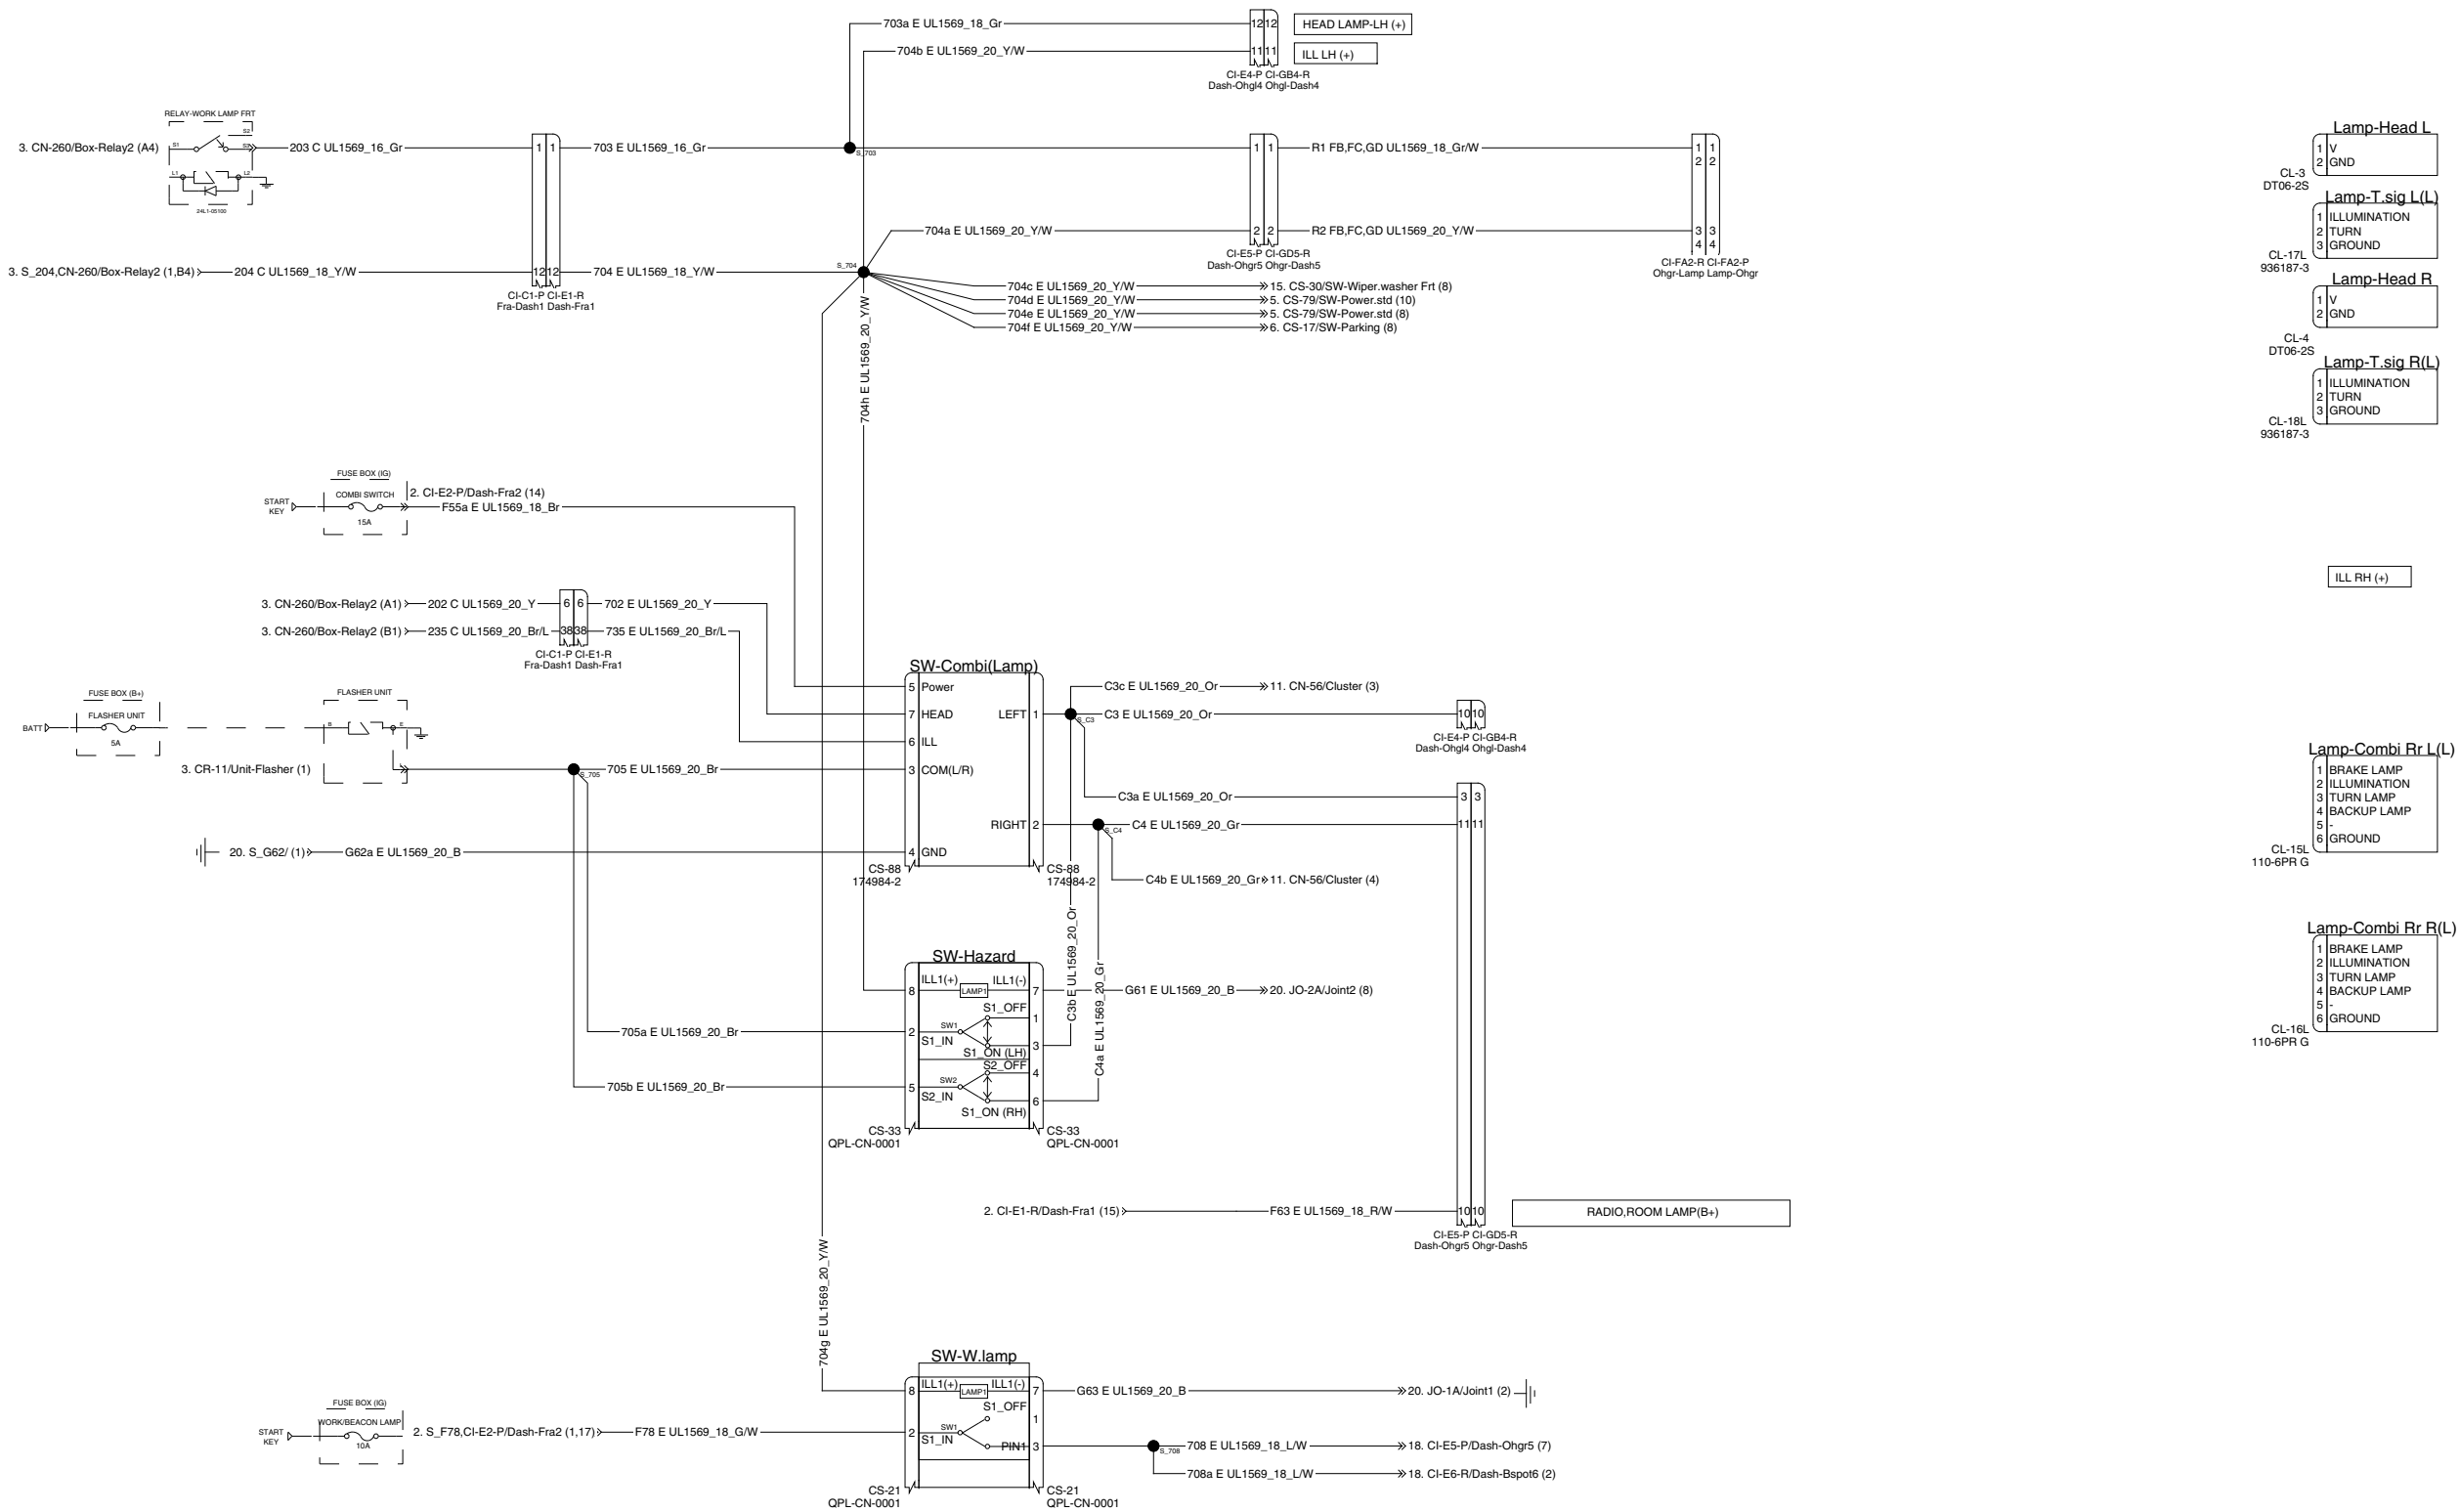 703a E UL1569_18_Gr
12 12
HEAD LAMP-LH (+)
704b E UL1569_20_Y/W
11 11
ILL LH (+)
CI-E4-P CI-GB4-R
Dash-Ohgl4 Ohgl-Dash4
RELAY-WORK LAMP FRT
S2
S1
S3
3. CN-260/Box-Relay2 (A4)
203 C UL1569_16_Gr
1 1
703 E UL1569_16_Gr
S_703
1 1
R1 FB,FC,GD UL1569_18_Gr/W
1 1
2 2
L1
L2
24L1-05100
704a E UL1569_20_Y/W
2 2
R2 FB,FC,GD UL1569_20_Y/W
3 3
4 4
CI-E5-P CI-GD5-R
Dash-Ohgr5 Ohgr-Dash5
CI-FA2-R CI-FA2-P
Ohgr-Lamp Lamp-Ohgr
3. S_204,CN-260/Box-Relay2 (1,B4)
204 C UL1569_18_Y/W
12 12
704 E UL1569_18_Y/W
S_704
CI-C1-P CI-E1-R
Fra-Dash1 Dash-Fra1
704c E UL1569_20_Y/W
15. CS-30/SW-Wiper.washer Frt (8)
704d E UL1569_20_Y/W
5. CS-79/SW-Power.std (10)
704e E UL1569_20_Y/W
5. CS-79/SW-Power.std (8)
704f E UL1569_20_Y/W
6. CS-17/SW-Parking (8)
704h E UL1569_20_Y/W
Lamp-Head L
1 V
2 GND
CL-3
DT06-2S
Lamp-T.sig L(L)
1 ILLUMINATION
2 TURN
3 GROUND
CL-17L
936187-3
Lamp-Head R
1 V
2 GND
CL-4
DT06-2S
Lamp-T.sig R(L)
1 ILLUMINATION
2 TURN
3 GROUND
CL-18L
936187-3
FUSE BOX (IG)
COMBI SWITCH
START
KEY
15A
2. CI-E2-P/Dash-Fra2 (14)
F55a E UL1569_18_Br
ILL RH (+)
3. CN-260/Box-Relay2 (A1)
202 C UL1569_20_Y
6 6
702 E UL1569_20_Y
3. CN-260/Box-Relay2 (B1)
235 C UL1569_20_Br/L
38 38
735 E UL1569_20_Br/L
CI-C1-P CI-E1-R
Fra-Dash1 Dash-Fra1
FUSE BOX (B+)
FLASHER UNIT
BATT
5A
FLASHER UNIT
B
E
3. CR-11/Unit-Flasher (1)
S_705
705 E UL1569_20_Br
20. S_G62/ (1)
G62a E UL1569_20_B
SW-Combi(Lamp)
5 Power
7 HEAD
LEFT 1
6 ILL
3 COM(L/R)
RIGHT 2
4 GND
CS-88
174984-2
CS-88
174984-2
C3c E UL1569_20_Or
11. CN-56/Cluster (3)
S_C3
C3 E UL1569_20_Or
10 10
CI-E4-P CI-GB4-R
Dash-Ohgl4 Ohgl-Dash4
C3a E UL1569_20_Or
3 3
S_C4
C4 E UL1569_20_Gr
11 11
C4b E UL1569_20_Gr
11. CN-56/Cluster (4)
Lamp-Combi Rr L(L)
1 BRAKE LAMP
2 ILLUMINATION
3 TURN LAMP
4 BACKUP LAMP
5 -
6 GROUND
CL-15L
110-6PR G
Lamp-Combi Rr R(L)
1 BRAKE LAMP
2 ILLUMINATION
3 TURN LAMP
4 BACKUP LAMP
5 -
6 GROUND
CL-16L
110-6PR G
C3b E UL1569_20_Or
C4a E UL1569_20_Gr
SW-Hazard
8 ILL1(+) LAMP1 ILL1(-) 7
G61 E UL1569_20_B
20. JO-2A/Joint2 (8)
S1_OFF
1
705a E UL1569_20_Br
2 SW1
S1_IN
S1_ON (LH) 3
S2_OFF
4
705b E UL1569_20_Br
5 SW2
S2_IN
6
S1_ON (RH)
CS-33
QPL-CN-0001
CS-33
QPL-CN-0001
2. CI-E1-R/Dash-Fra1 (15)
F63 E UL1569_18_R/W
10 10
RADIO,ROOM LAMP(B+)
CI-E5-P CI-GD5-R
Dash-Ohgr5 Ohgr-Dash5
704g E UL1569_20_Y/W
SW-W.lamp
8 ILL1(+) LAMP1 ILL1(-) 7
G63 E UL1569_20_B
20. JO-1A/Joint1 (2)
S1_OFF
1
FUSE BOX (IG)
WORK/BEACON LAMP
START
KEY
10A
2. S_F78,CI-E2-P/Dash-Fra2 (1,17)
F78 E UL1569_18_G/W
2 SW1
S1_IN
PIN1 3
S_708
708 E UL1569_18_L/W
18. CI-E5-P/Dash-Ohgr5 (7)
708a E UL1569_18_L/W
18. CI-E6-R/Dash-Bspot6 (2)
CS-21
QPL-CN-0001
CS-21
QPL-CN-0001